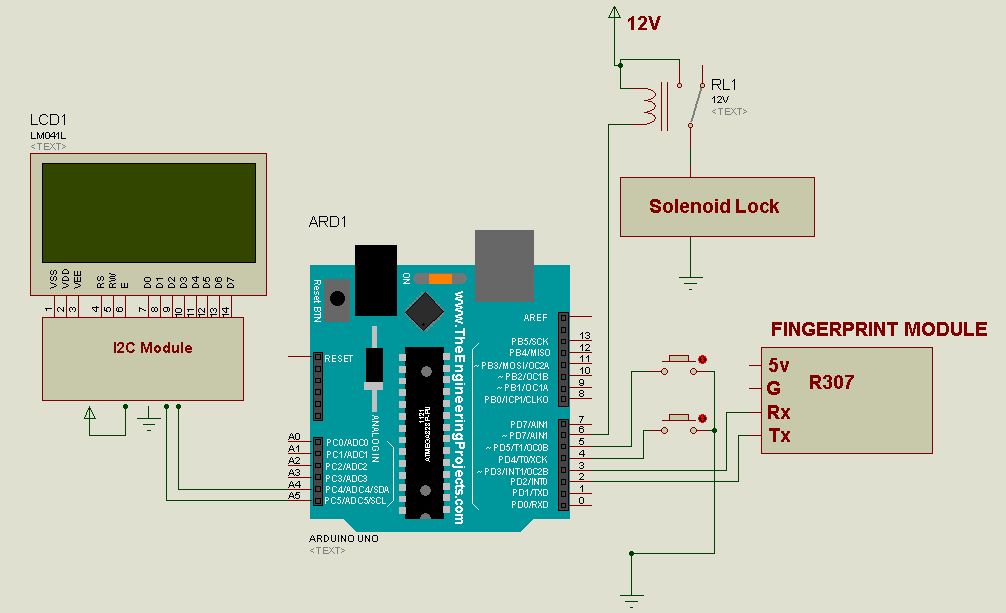 12V
RL1
12V
<TEXT>
LCD1
LM041L
<TEXT>
VSS
VDD
VEE
RS
RW
E
D0
D1
D2
D3
D4
D5
D6
D7
1
2
3
4
5
6
7
8
9
10
11
12
13
14
I2C Module
Solenoid Lock
ARD1
Reset BTN
ON
www.TheEngineeringProjects.com
ANALOG IN
RESET
A0
A1
A2
A3
A4
A5
PC0/ADC0
PC1/ADC1
PC2/ADC2
PC3/ADC3
PC4/ADC4/SDA
PC5/ADC5/SCL
AREF
PB5/SCK
PB4/MISO
~ PB3/MOSI/OC2A
~ PB2/OC1B
~ PB1/OC1A
PB0/ICP1/CLKO
13
12
11
10
9
8
PD7/AIN1
~ PD7/AIN1
~ PD5/T1/OC0B
PD4/T0/XCK
~ PD3/INT1/OC2B
PD2/INT0
PD1/TXD
PD0/RXD
7
6
5
4
3
2
1
0
ARDUINO UNO
<TEXT>
FINGERPRINT MODULE
5v
G
Rx
Tx
R307